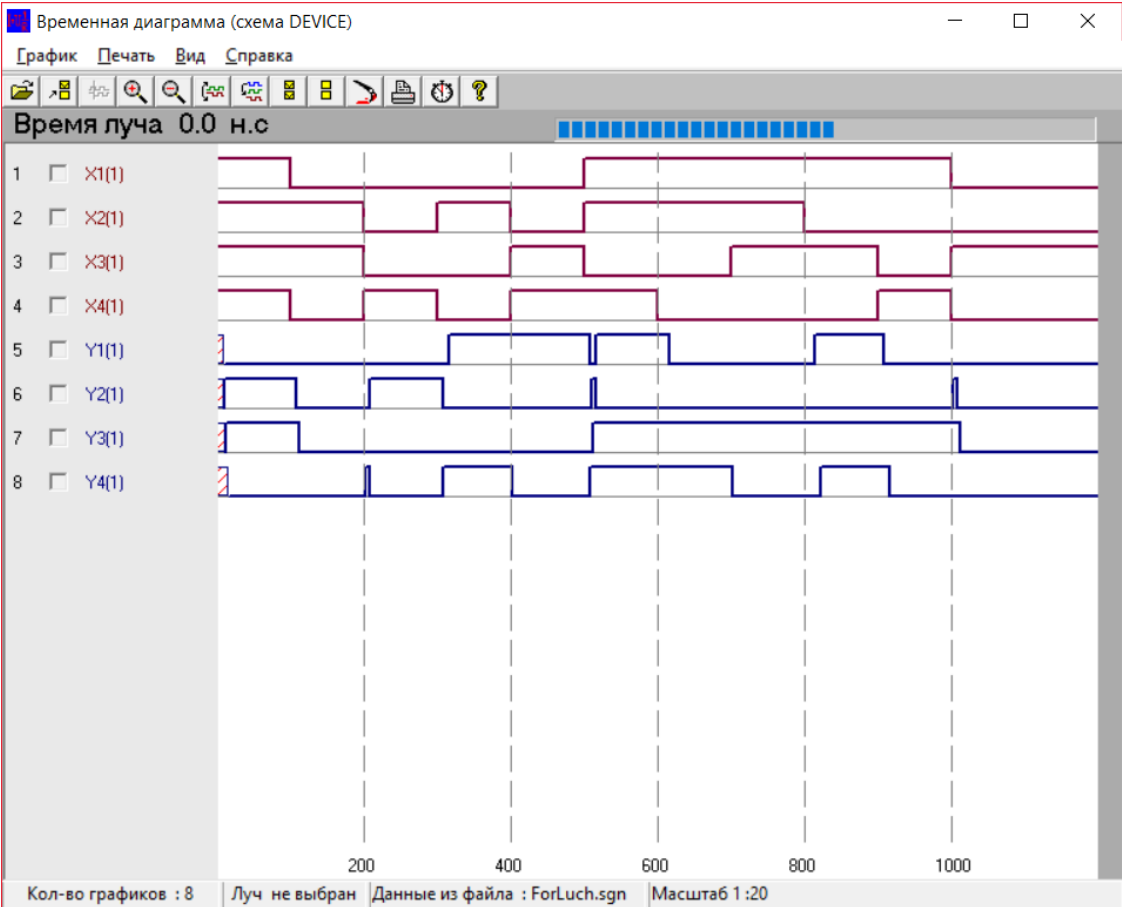 Временная диаграмма (схема DEVICE)
График Печать Вид Справка
Время луча 0.0 н.с
1 X1(1)
2 X2(1)
3 X3(1)
4 X4(1)
5 Y1(1)
6 Y2(1)
7 Y3(1)
8 Y4(1)
200 400 600 800 1000
Кол-во графиков : 8 Луч не выбран Данные из файла : ForLuch.sgn Масштаб 1 :20